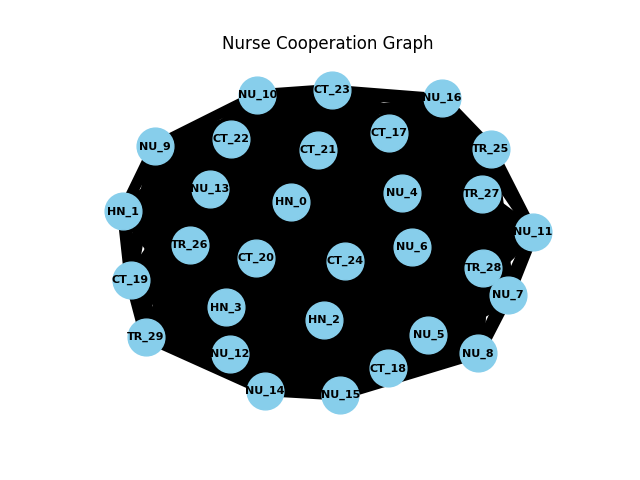 Nurse Cooperation Graph
CT_23
NU_10
NU_16
CT_17
CT_22
NU_9
TR_25
CT_21
NU_13
NU_4
TR_27
HN_0
HN_1
NU_11
TR_26
NU_6
CT_20
CT_24
TR_28
CT_19
NU_7
HN_3
HN_2
NU_5
TR_29
NU_12
NU_8
CT_18
NU_14
NU_15